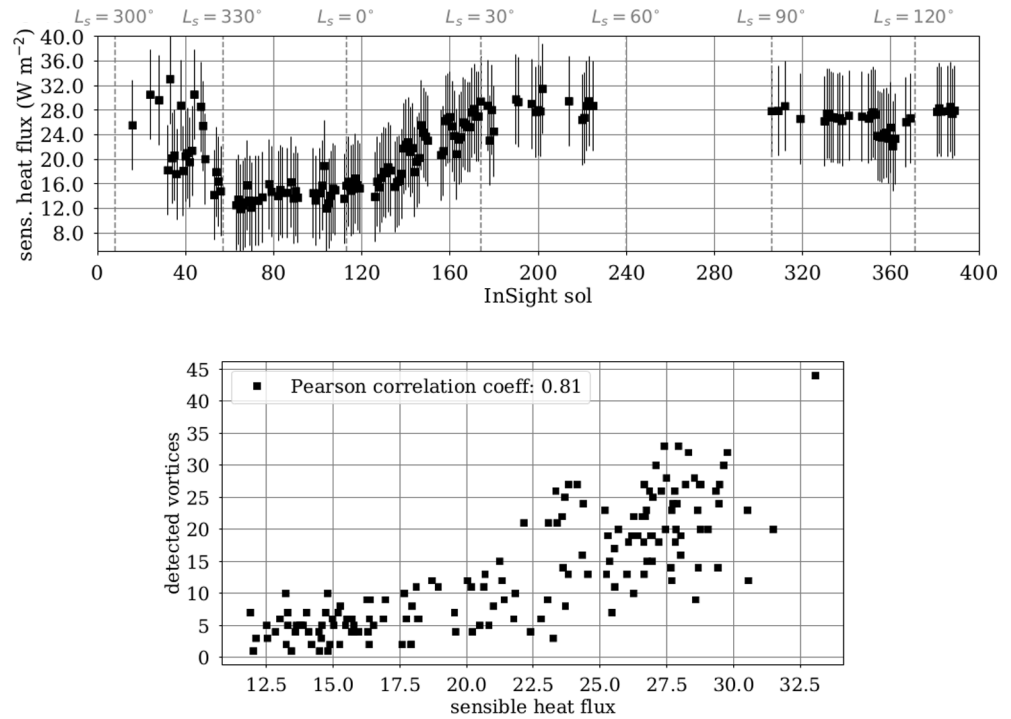 L_s = 300° L_s = 330° L_s = 0° L_s = 30° L_s = 60° L_s = 90° L_s = 120°
sens. heat flux (W m⁻²)
40.0
36.0
32.0
28.0
24.0
20.0
16.0
12.0
8.0
0 40 80 120 160 200 240 280 320 360 400
InSight sol
Pearson correlation coeff: 0.81
detected vortices
45
40
35
30
25
20
15
10
5
0
12.5 15.0 17.5 20.0 22.5 25.0 27.5 30.0 32.5
sensible heat flux